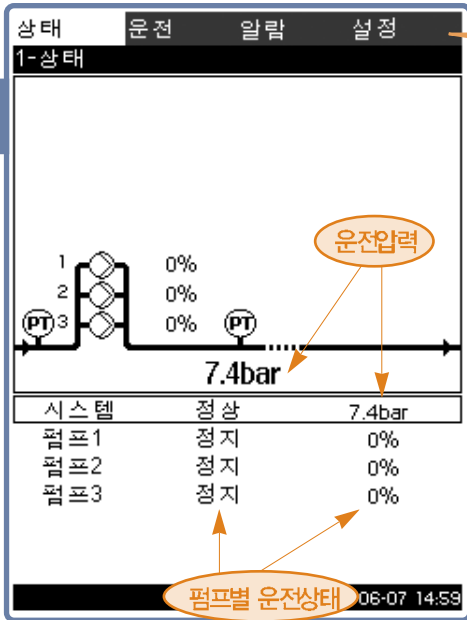 상태 운전 알람 설정
1-상태
운전압력
1 0%
2 0%
PT 3 0% PT
7.4bar
시스템 정상 7.4bar
펌프1 정지 0%
펌프2 정지 0%
펌프3 정지 0%
펌프별 운전상태 06-07 14:59